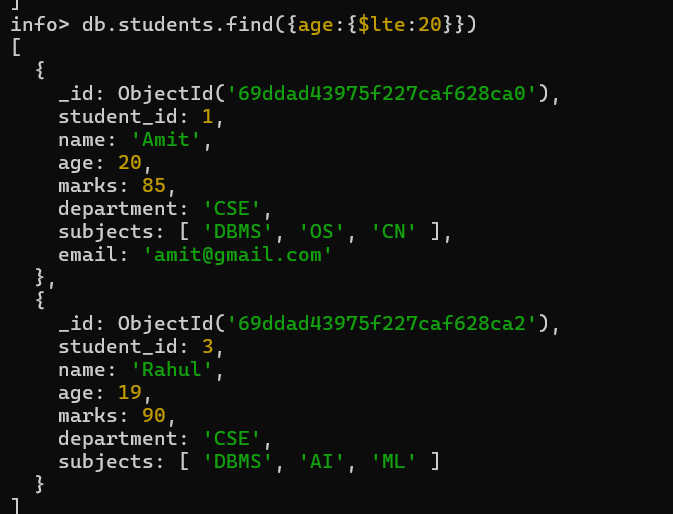 ]
info> db.students.find({age:{$lte:20}})
[
  {
    _id: ObjectId('69ddad43975f227caf628ca0'),
    student_id: 1,
    name: 'Amit',
    age: 20,
    marks: 85,
    department: 'CSE',
    subjects: [ 'DBMS', 'OS', 'CN' ],
    email: 'amit@gmail.com'
  },
  {
    _id: ObjectId('69ddad43975f227caf628ca2'),
    student_id: 3,
    name: 'Rahul',
    age: 19,
    marks: 90,
    department: 'CSE',
    subjects: [ 'DBMS', 'AI', 'ML' ]
  }
]